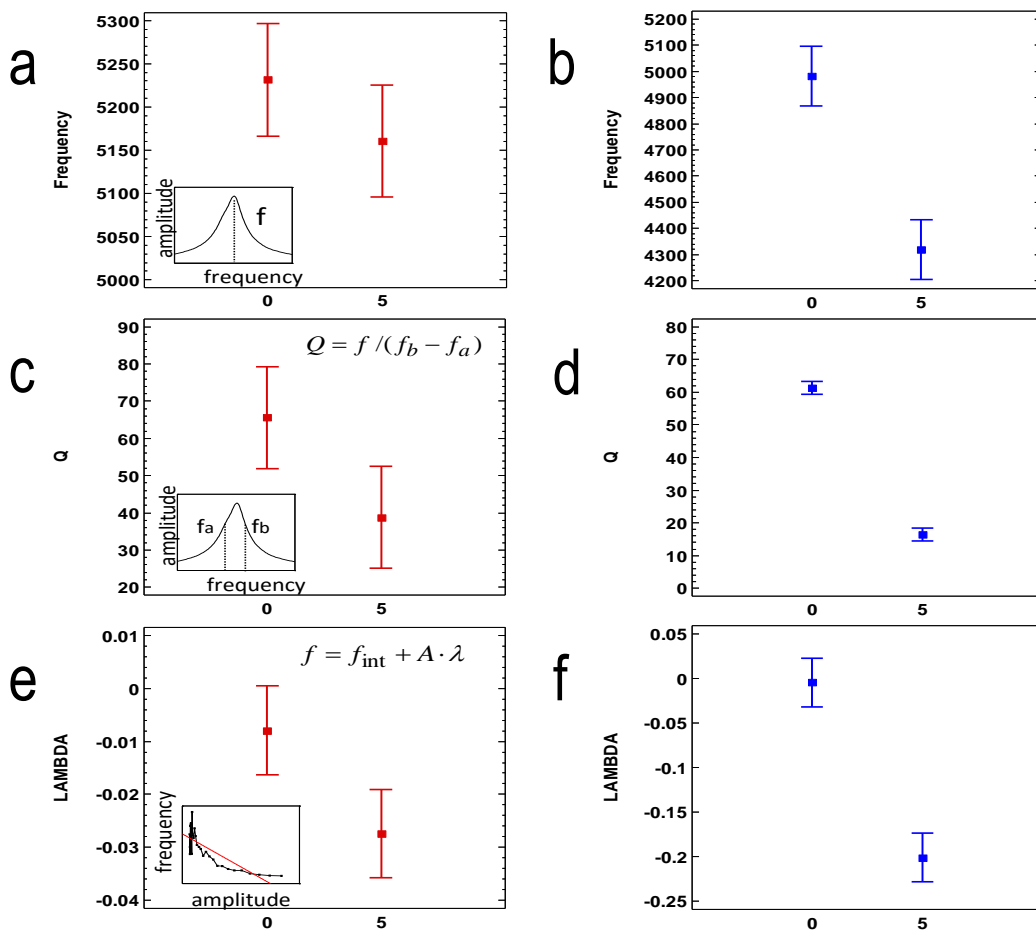 a
Frequency
5300
5250
5200
5150
5100
5050
5000
amplitude
f
frequency
0
5
b
Frequency
5200
5100
5000
4900
4800
4700
4600
4500
4400
4300
4200
0
5
c
Q
90
80
70
60
50
40
30
20
Q = f /(f_b − f_a)
amplitude
fa
fb
frequency
0
5
d
Q
80
70
60
50
40
30
20
10
0
0
5
e
LAMBDA
0.01
0
-0.01
-0.02
-0.03
-0.04
f = f_int + A · λ
frequency
amplitude
0
5
f
LAMBDA
0.05
0
-0.05
-0.1
-0.15
-0.2
-0.25
0
5